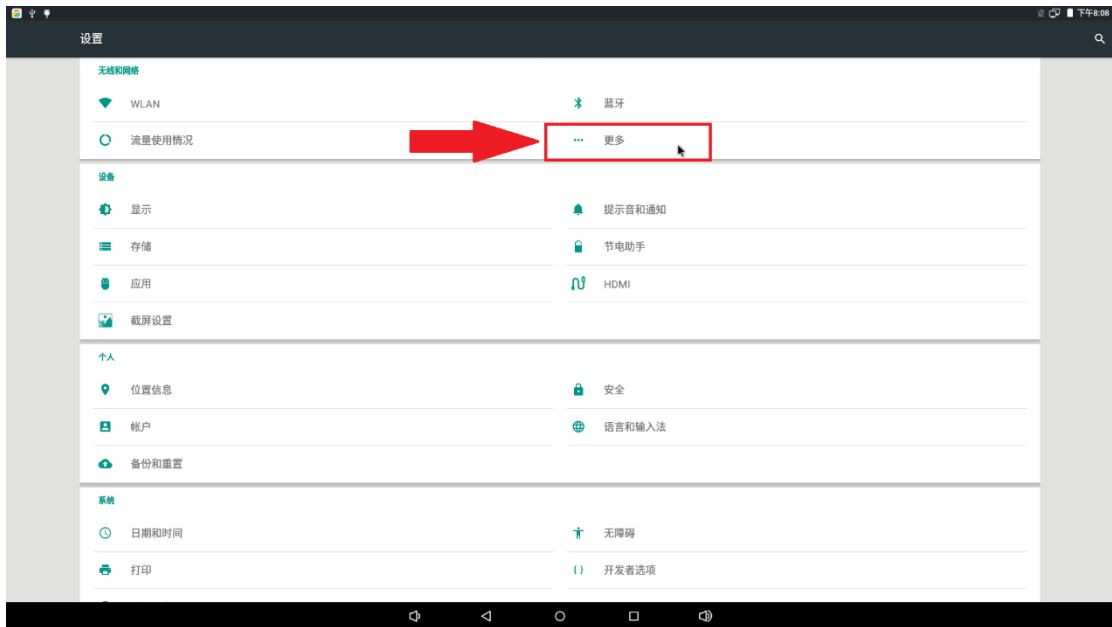 下午8:08
设置
无线和网络
WLAN
蓝牙
流量使用情况
更多
设备
显示
提示音和通知
存储
节电助手
应用
HDMI
截屏设置
个人
位置信息
安全
帐户
语言和输入法
备份和重置
系统
日期和时间
无障碍
打印
开发者选项